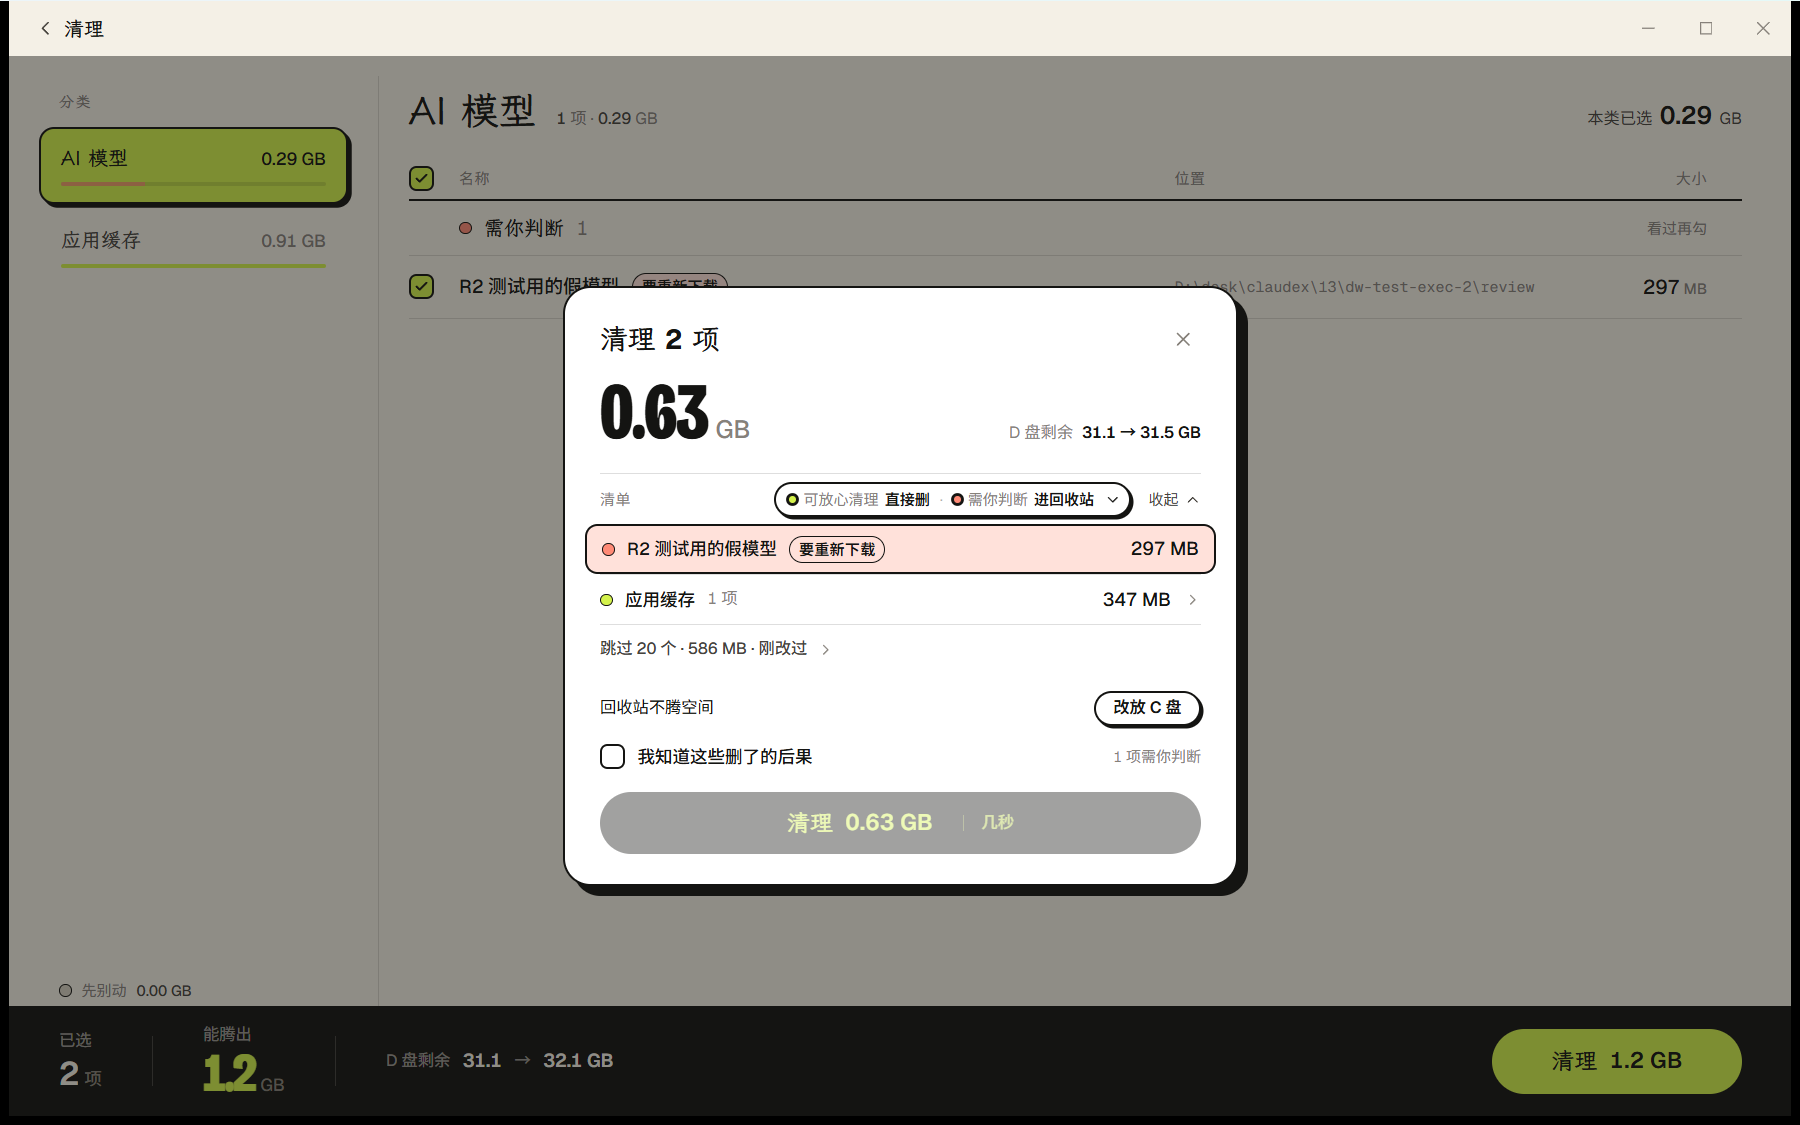 清理
分类
AI 模型 0.29 GB
应用缓存 0.91 GB
先别动 0.00 GB
AI 模型 1 项 · 0.29 GB 本类已选 0.29 GB
名称 位置 大小
需你判断 1 看过再勾
R2 测试用的假模型 要重新下载 D:\desk\claudex\13\dw-test-exec-2\review 297 MB
清理 2 项
0.63 GB D 盘剩余 31.1 → 31.5 GB
清单 可放心清理 直接删 · 需你判断 进回收站 收起
R2 测试用的假模型 要重新下载 297 MB
应用缓存 1 项 347 MB
跳过 20 个 · 586 MB · 刚改过
回收站不腾空间 改放 C 盘
我知道这些删了的后果 1 项需你判断
清理 0.63 GB 几秒
已选
2 项
能腾出
1.2 GB
D 盘剩余 31.1 → 32.1 GB
清理 1.2 GB